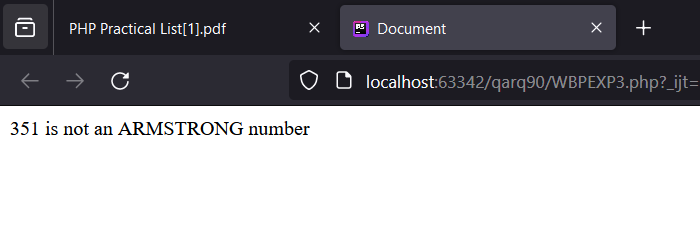 PHP Practical List[1].pdf
Document
localhost:63342/qarq90/WBPEXP3.php?_ijt=
351 is not an ARMSTRONG number